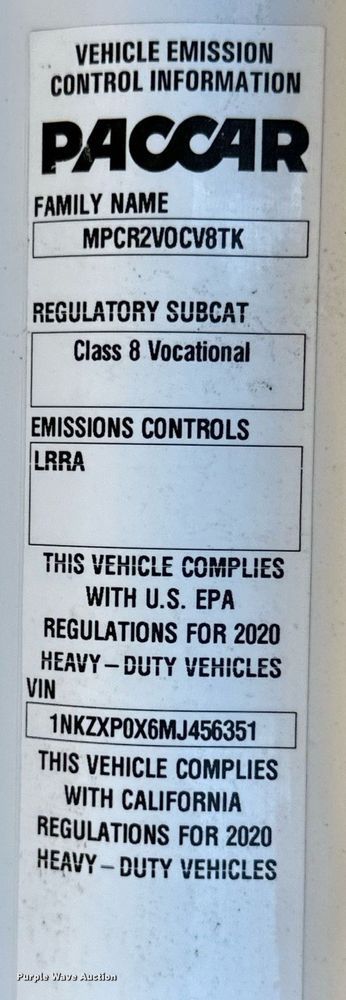 VEHICLE EMISSION
CONTROL INFORMATION
PACCAR
FAMILY NAME
MPCR2VOCV8TK
REGULATORY SUBCAT
Class 8 Vocational
EMISSIONS CONTROLS
LRRA
THIS VEHICLE COMPLIES
WITH U.S. EPA
REGULATIONS FOR 2020
HEAVY–DUTY VEHICLES
VIN
1NKZXP0X6MJ456351
THIS VEHICLE COMPLIES
WITH CALIFORNIA
REGULATIONS FOR 2020
HEAVY–DUTY VEHICLES
Purple Wave Auction